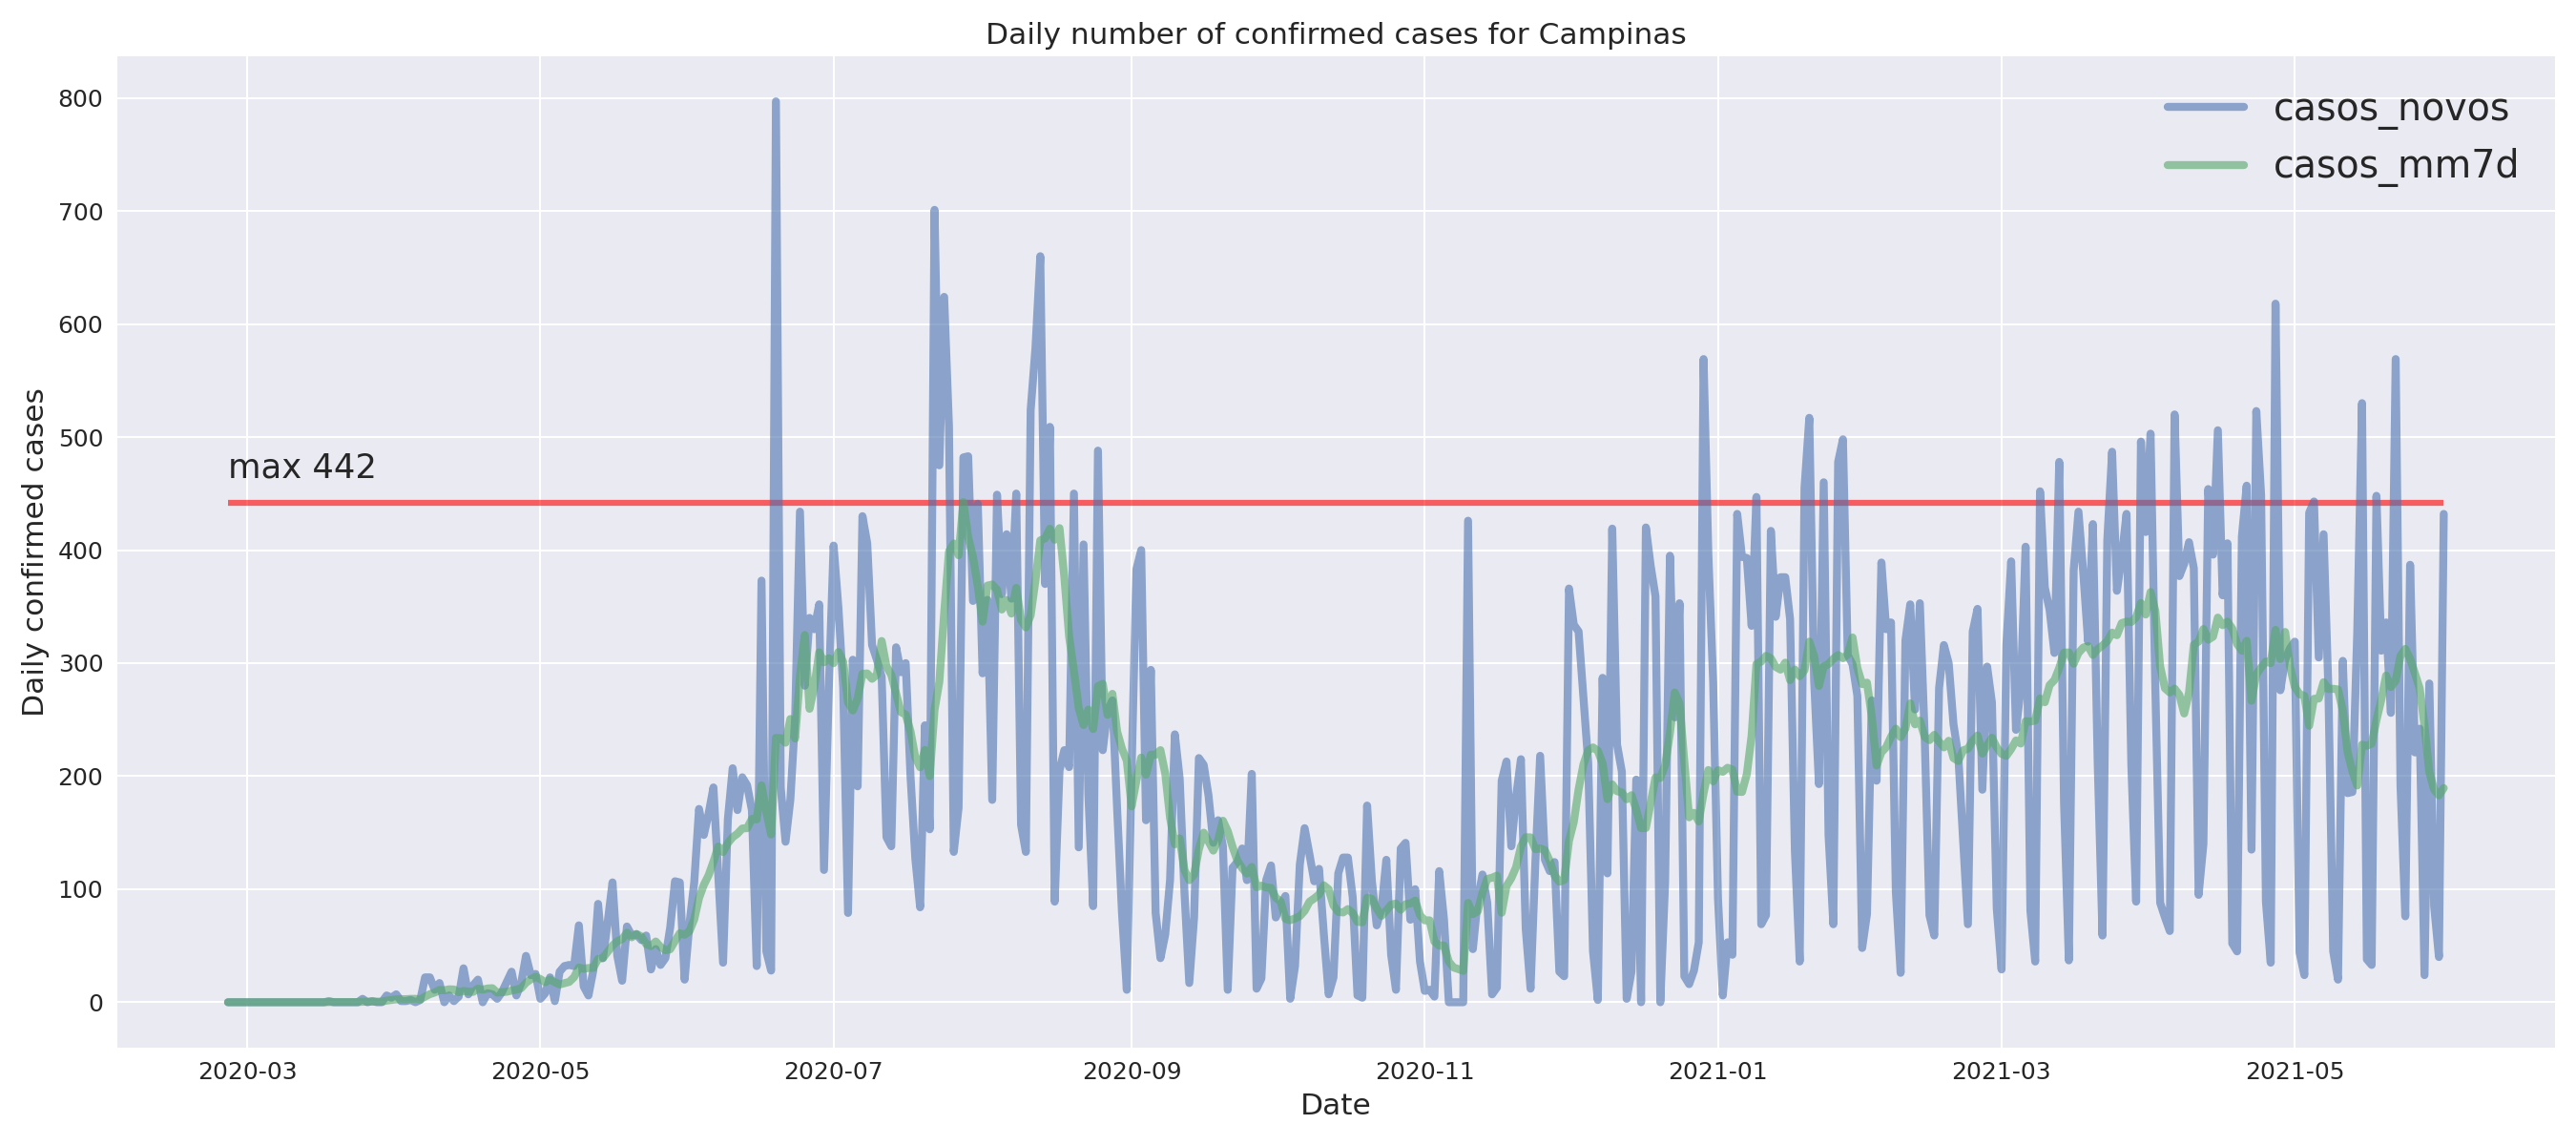 Daily number of confirmed cases for Campinas
casos_novos
casos_mm7d
max 442
Daily confirmed cases
800
700
600
500
400
300
200
100
0
2020-03 2020-05 2020-07 2020-09 2020-11 2021-01 2021-03 2021-05
Date